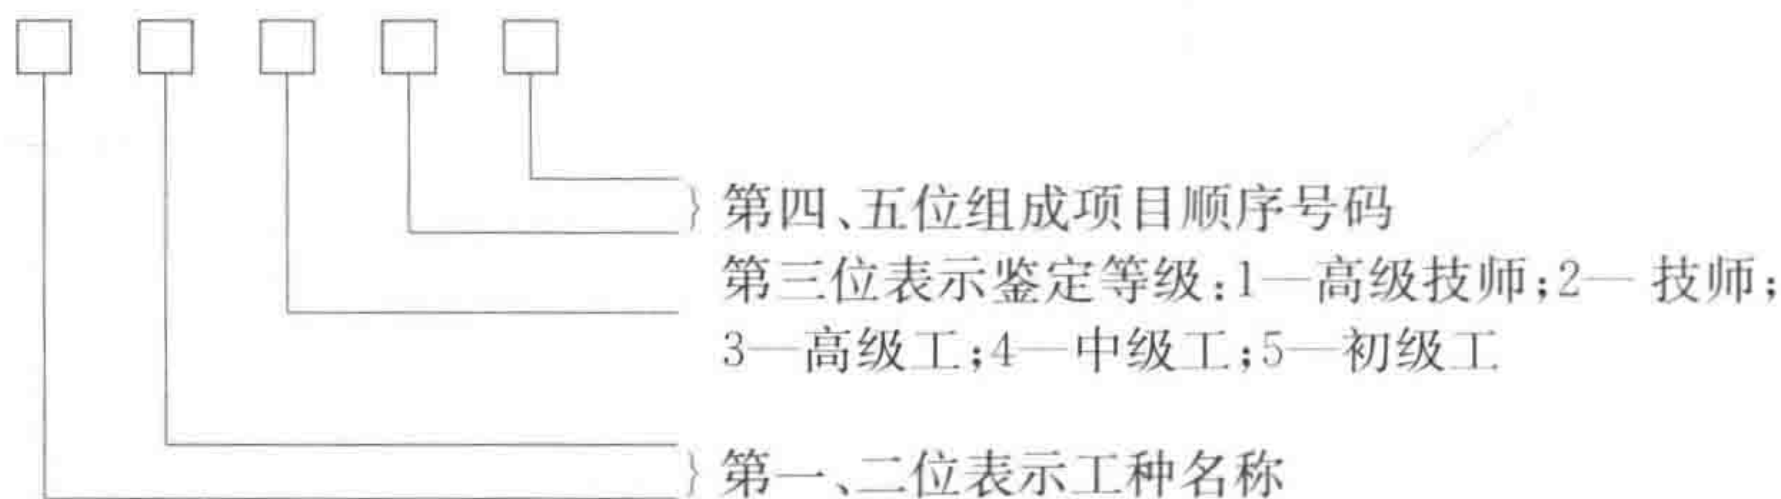 }第四、五位组成项目顺序号码
第三位表示鉴定等级:1—高级技师;2— 技师;
3—高级工;4—中级工;5—初级工
}第一、二位表示工种名称